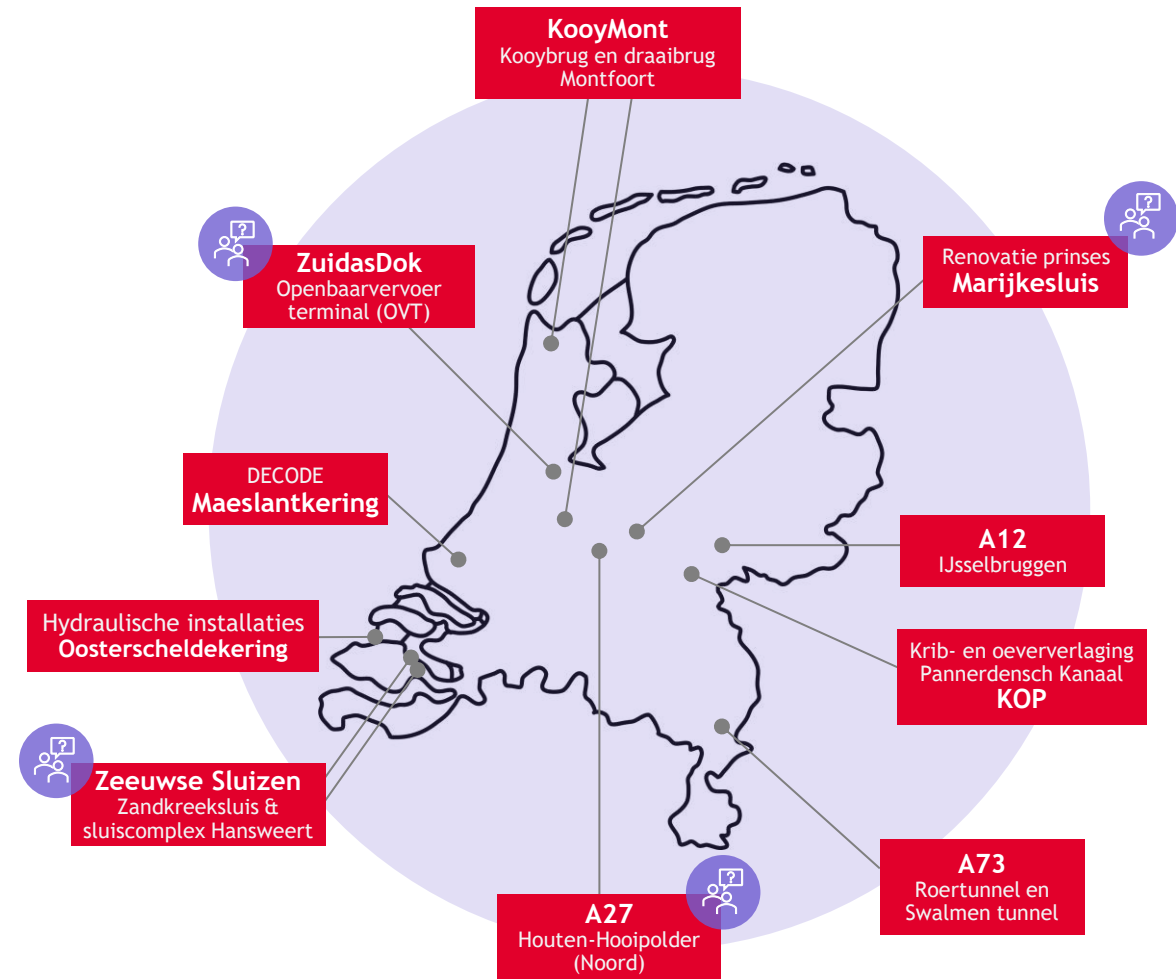 KooyMont
Kooybrug en draaibrug
Montfoort
ZuidasDok
Openbaarvervoer
terminal (OVT)
?
Renovatie prinses
Marijkesluis
?
DECODE
Maeslantkering
A12
IJsselbruggen
Hydraulische installaties
Oosterscheldekering
Krib- en oeververlaging
Pannerdensch Kanaal
KOP
?
Zeeuwse Sluizen
Zandkreeksluis &
sluiscomplex Hansweert
A73
Roertunnel en
Swalmen tunnel
?
A27
Houten-Hooipolder
(Noord)